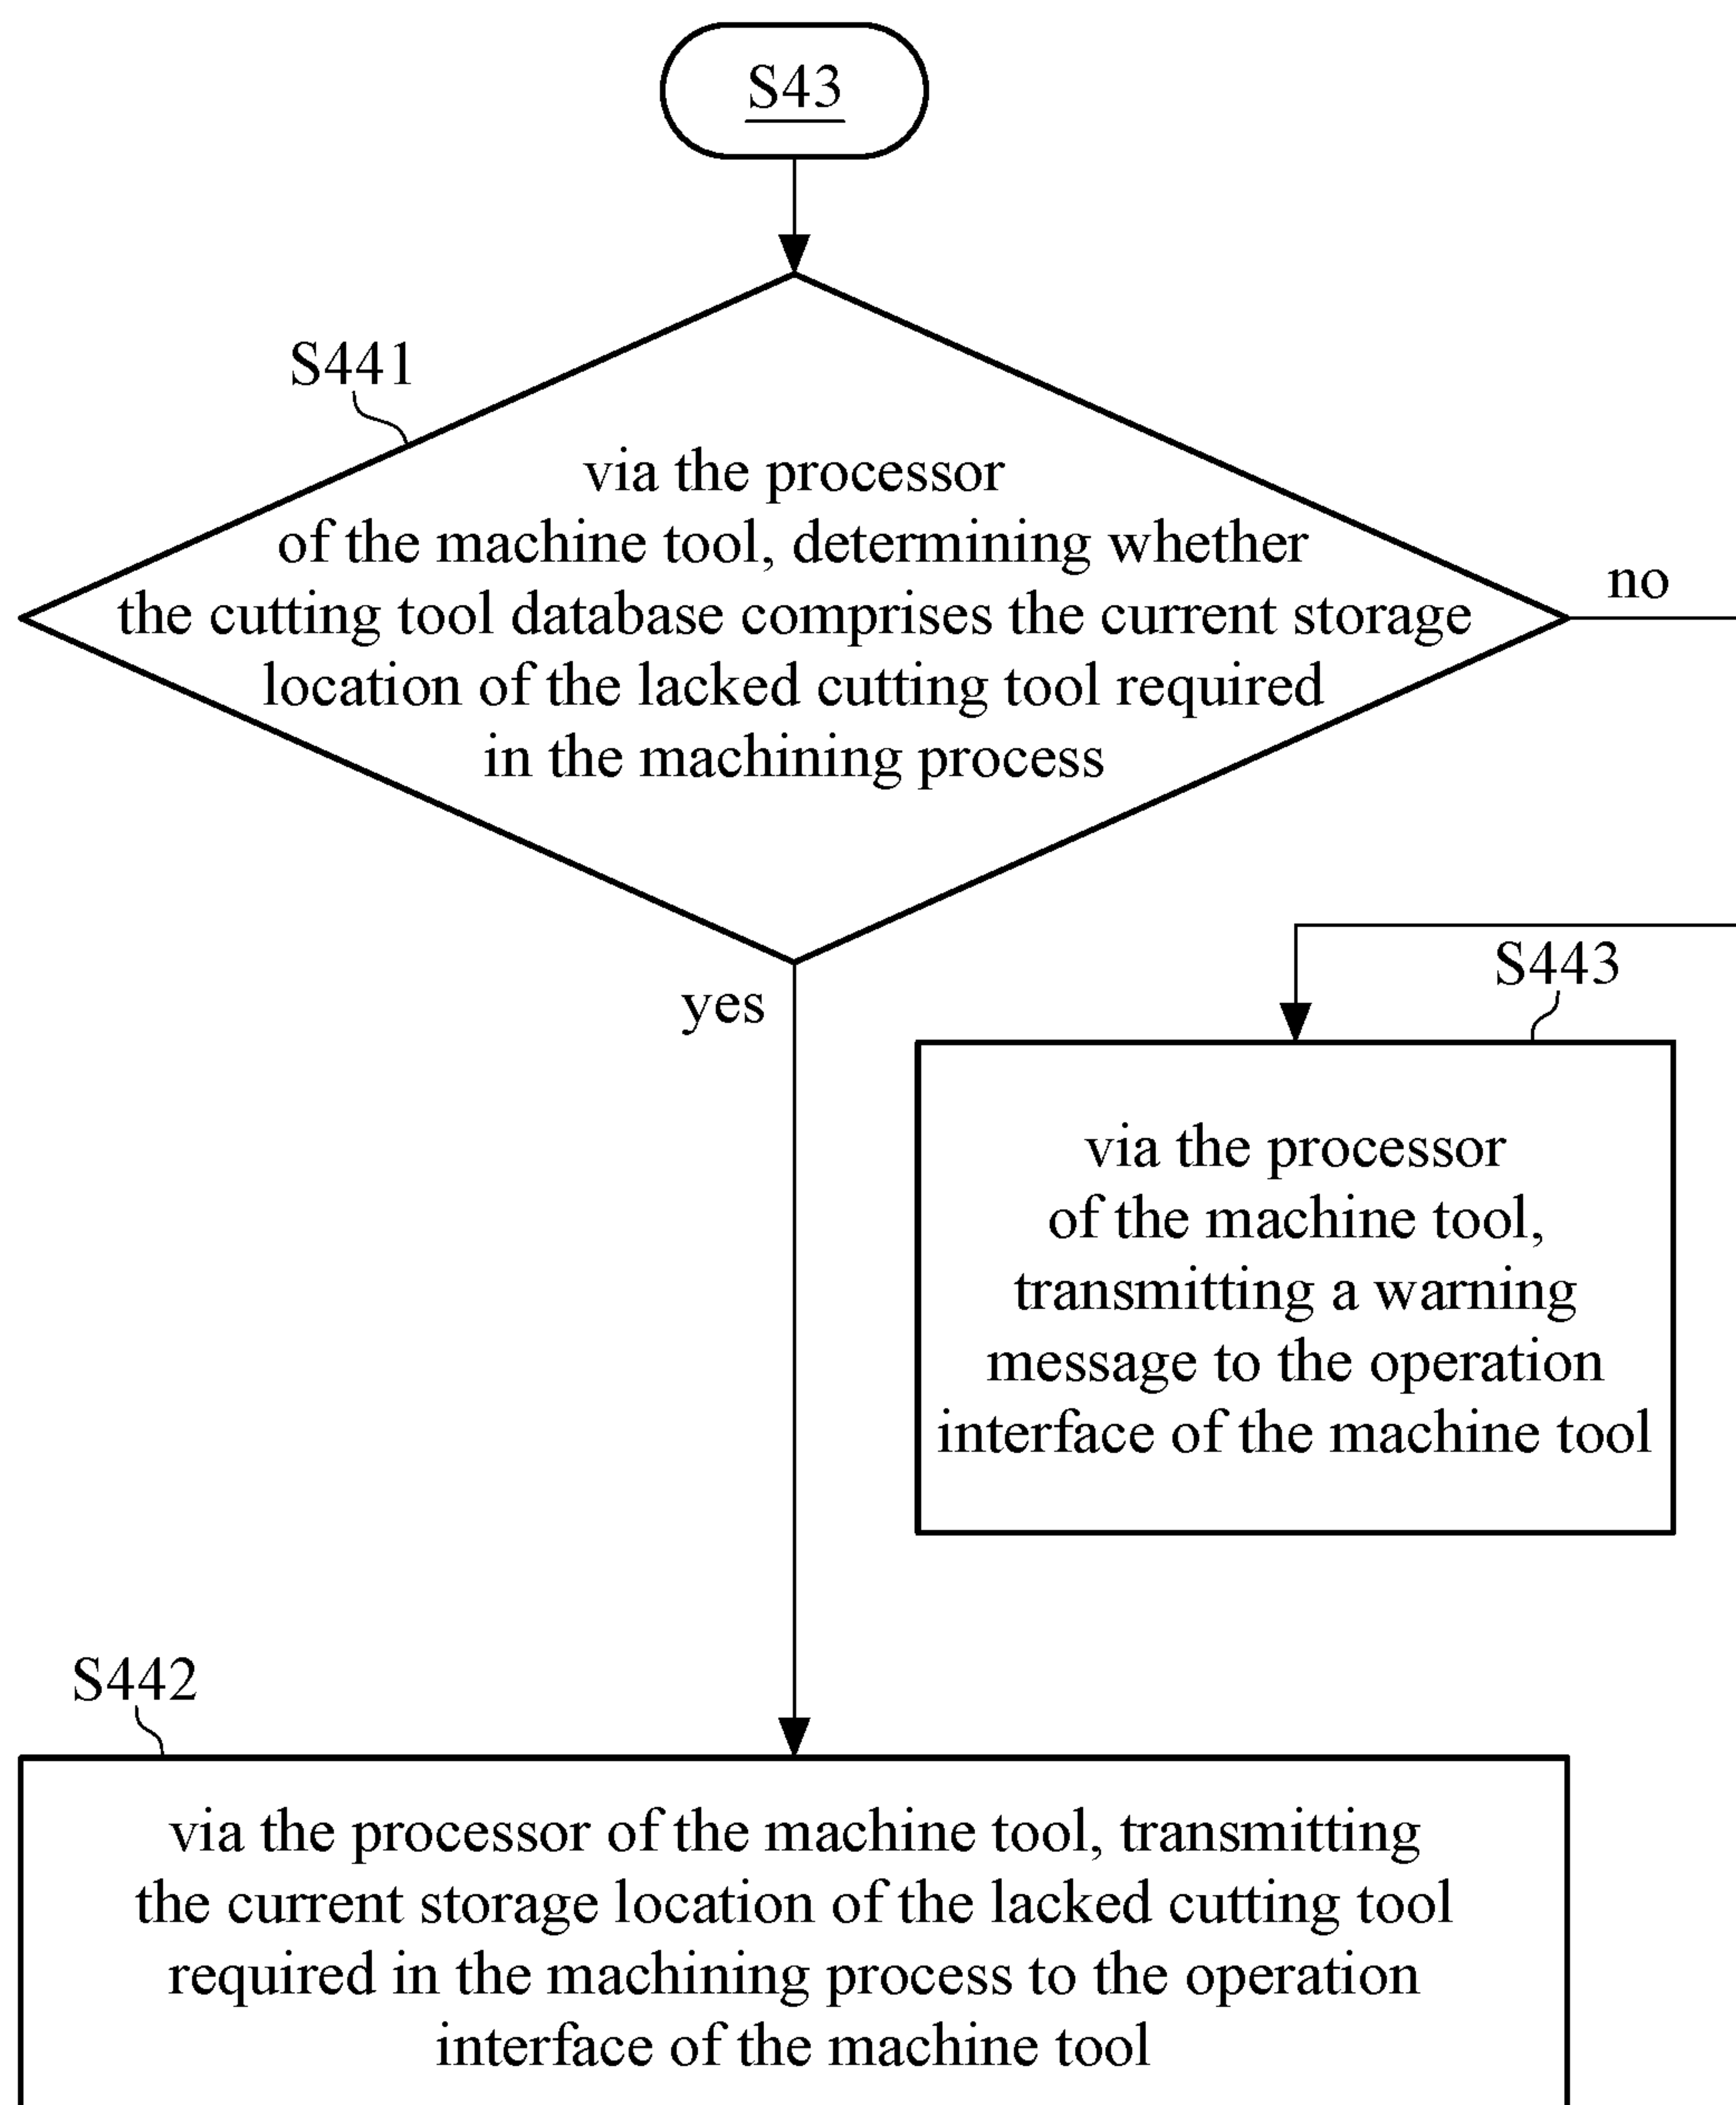 S43
S441
via the processor
of the machine tool, determining whether
the cutting tool database comprises the current storage
location of the lacked cutting tool required
in the machining process
no
yes
S443
via the processor
of the machine tool,
transmitting a warning
message to the operation
interface of the machine tool
S442
via the processor of the machine tool, transmitting
the current storage location of the lacked cutting tool
required in the machining process to the operation
interface of the machine tool